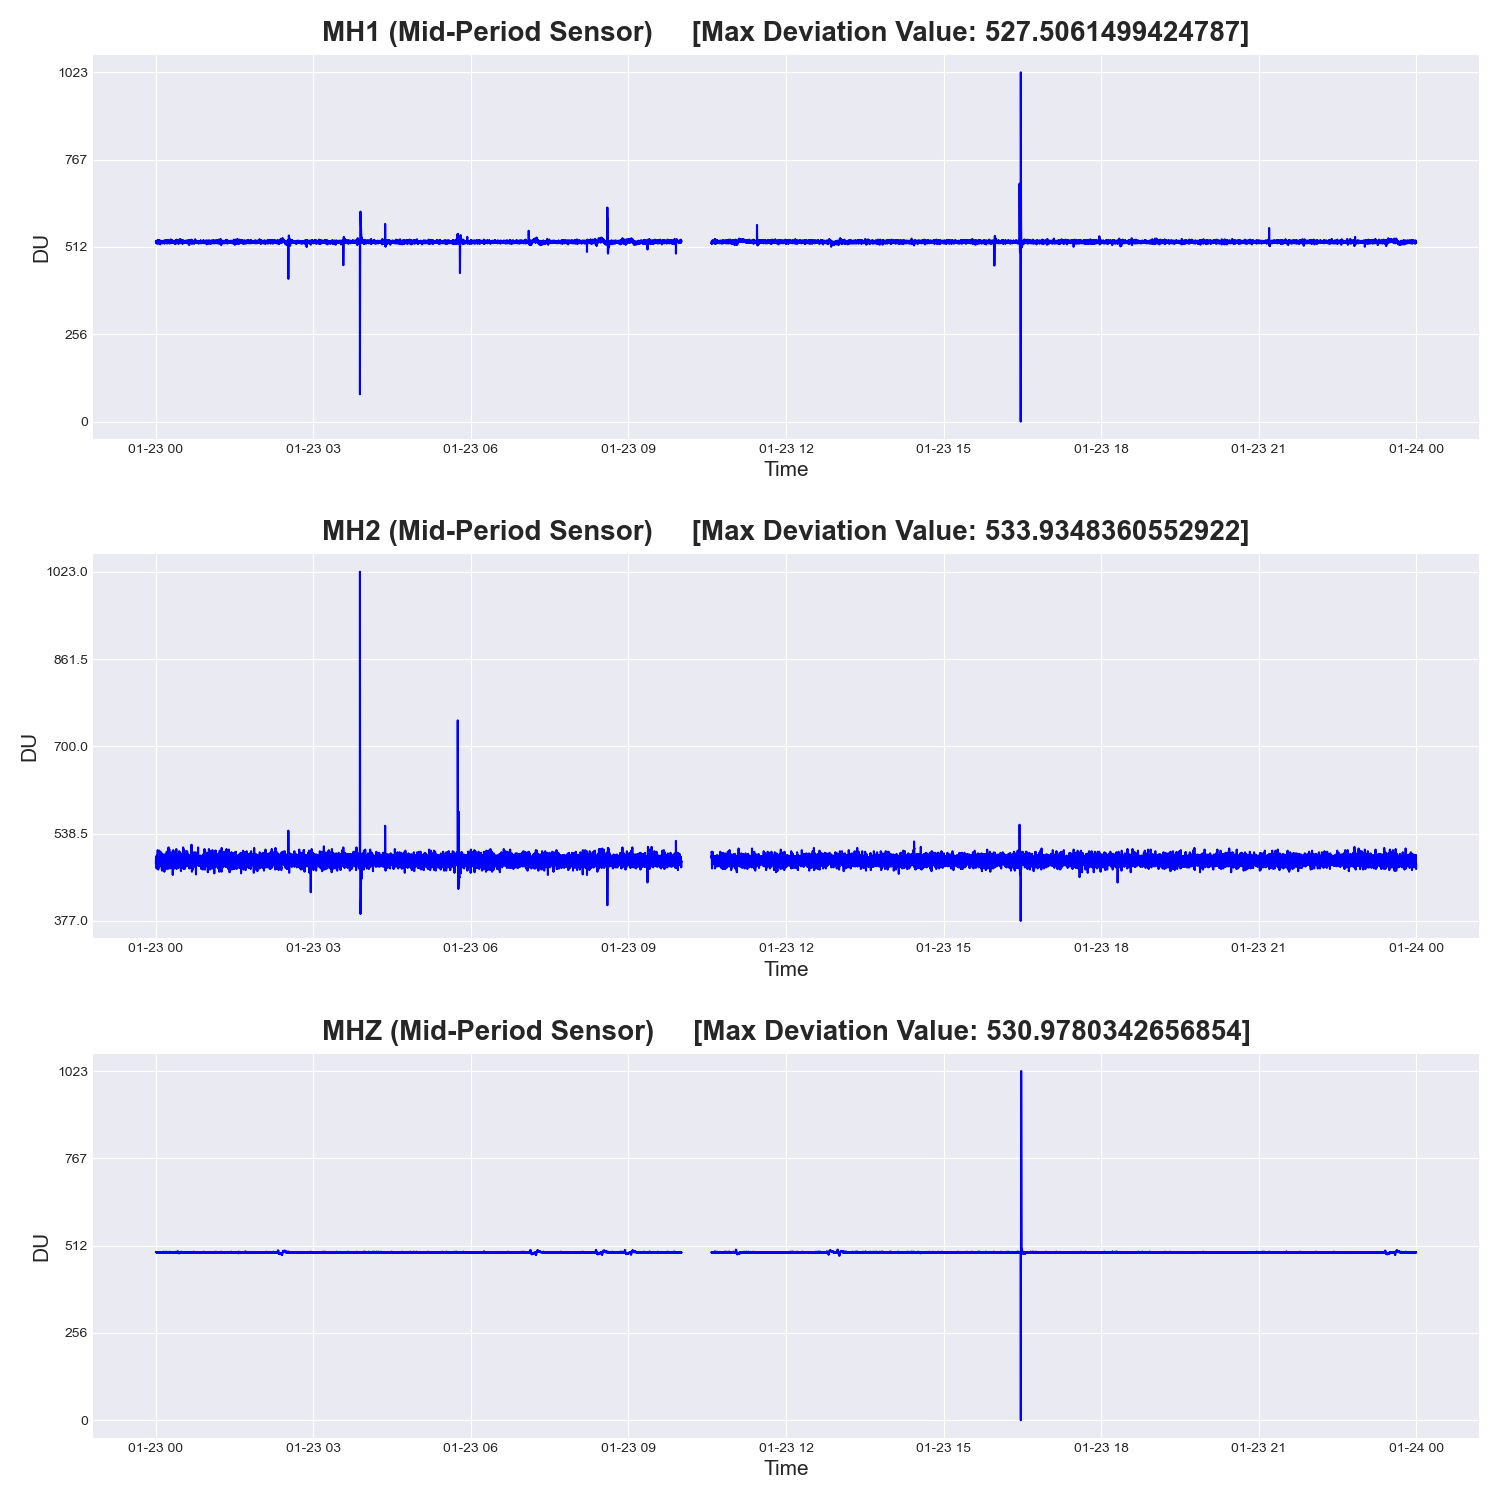 MH1 (Mid-Period Sensor) [Max Deviation Value: 527.5061499424787]
1023
767
512
256
0
DU
01-23 00 01-23 03 01-23 06 01-23 09 01-23 12 01-23 15 01-23 18 01-23 21 01-24 00
Time
MH2 (Mid-Period Sensor) [Max Deviation Value: 533.9348360552922]
1023.0
861.5
700.0
538.5
377.0
DU
01-23 00 01-23 03 01-23 06 01-23 09 01-23 12 01-23 15 01-23 18 01-23 21 01-24 00
Time
MHZ (Mid-Period Sensor) [Max Deviation Value: 530.9780342656854]
1023
767
512
256
0
DU
01-23 00 01-23 03 01-23 06 01-23 09 01-23 12 01-23 15 01-23 18 01-23 21 01-24 00
Time